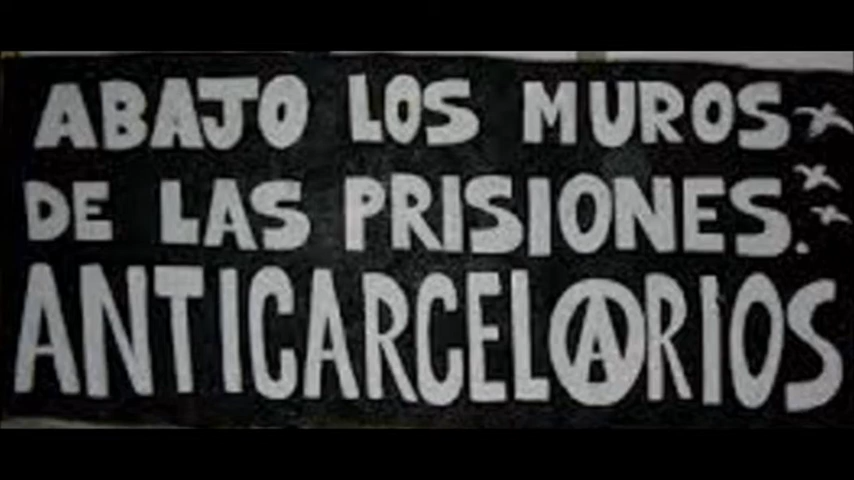 ABAJO LOS MUROS
DE LAS PRISIONES.
ANTICARCELARIOS